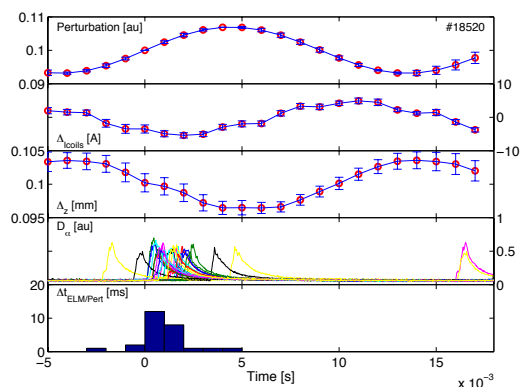 Perturbation [au] #18520
0.11
0.1
0.09
10
Δ_Icoils [A]
0
−10
0.105
Δ_z [mm]
0.1
0.095
1
D_α [au]
0.5
0
20
Δt_ELM/Pert [ms]
10
0
−5 0 5 10 15
Time [s]
x 10^−3